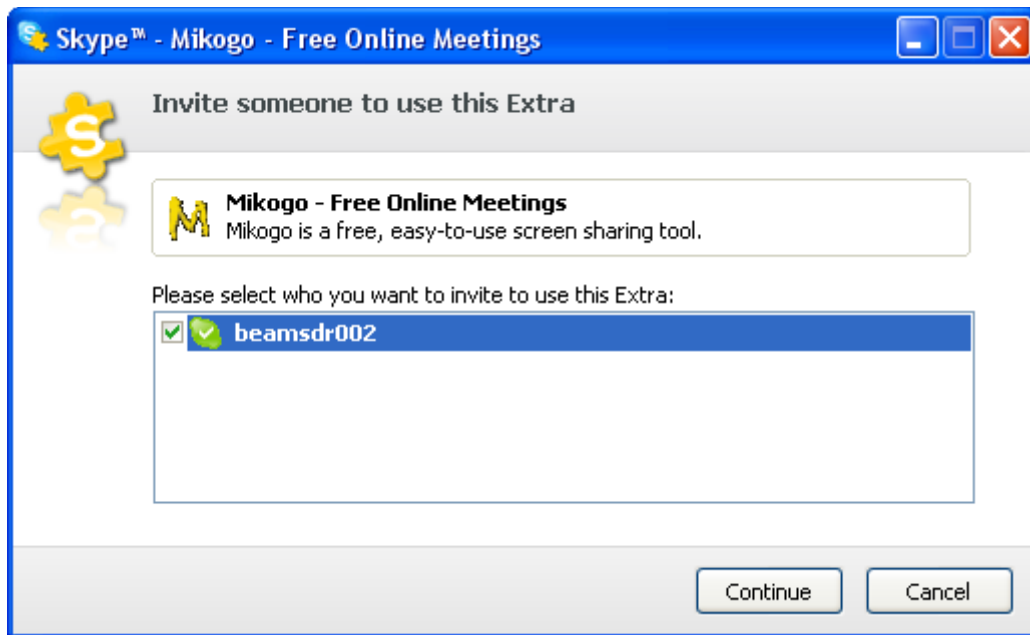 Skype™ - Mikogo - Free Online Meetings
Invite someone to use this Extra
Mikogo - Free Online Meetings
Mikogo is a free, easy-to-use screen sharing tool.
Please select who you want to invite to use this Extra:
beamsdr002
Continue Cancel